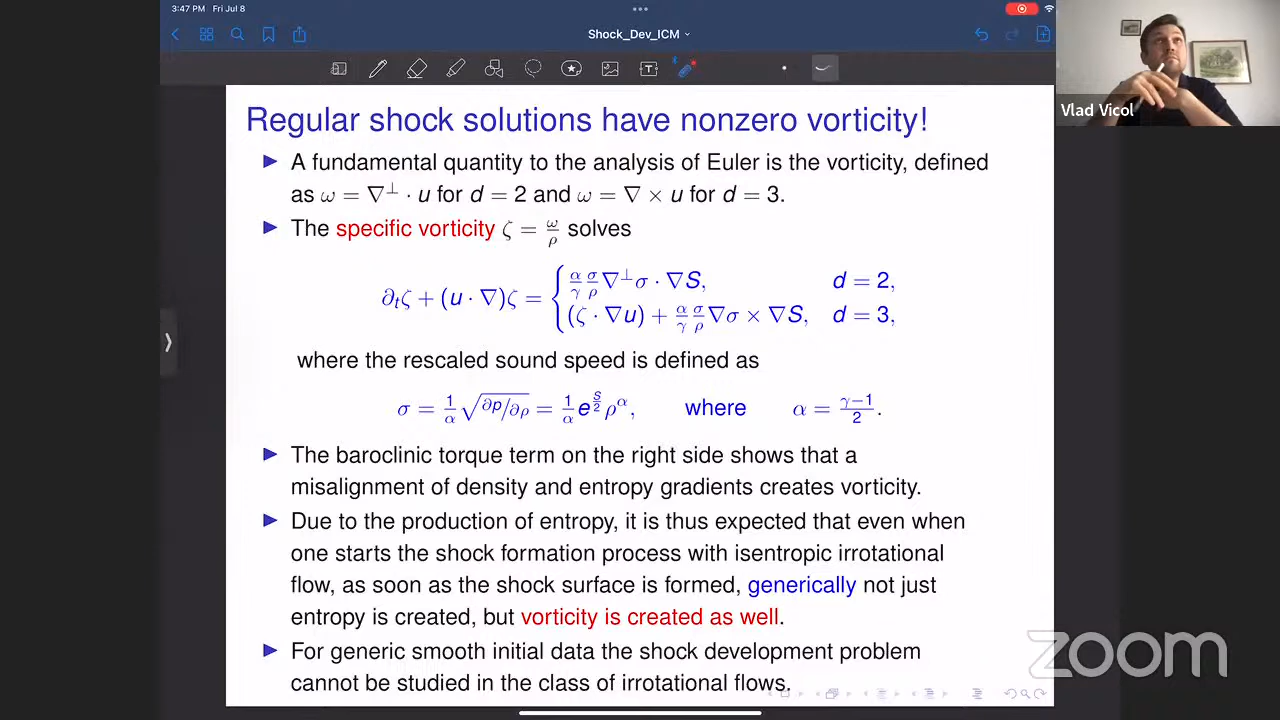 3:47 PM Fri Jul 8
Shock_Dev_ICM
Vlad Vicol
Regular shock solutions have nonzero vorticity!
A fundamental quantity to the analysis of Euler is the vorticity, defined
as ω = ∇⊥ · u for d = 2 and ω = ∇ × u for d = 3.
The specific vorticity ζ = ω/ρ solves
∂tζ + (u · ∇)ζ = { α/γ σ/ρ ∇⊥σ · ∇S, d = 2,
(ζ · ∇u) + α/γ σ/ρ ∇σ × ∇S, d = 3,
where the rescaled sound speed is defined as
σ = 1/α √∂p/∂ρ = 1/α e^{S/2} ρ^α, where α = γ−1/2.
The baroclinic torque term on the right side shows that a
misalignment of density and entropy gradients creates vorticity.
Due to the production of entropy, it is thus expected that even when
one starts the shock formation process with isentropic irrotational
flow, as soon as the shock surface is formed, generically not just
entropy is created, but vorticity is created as well.
For generic smooth initial data the shock development problem
cannot be studied in the class of irrotational flows.
zoom